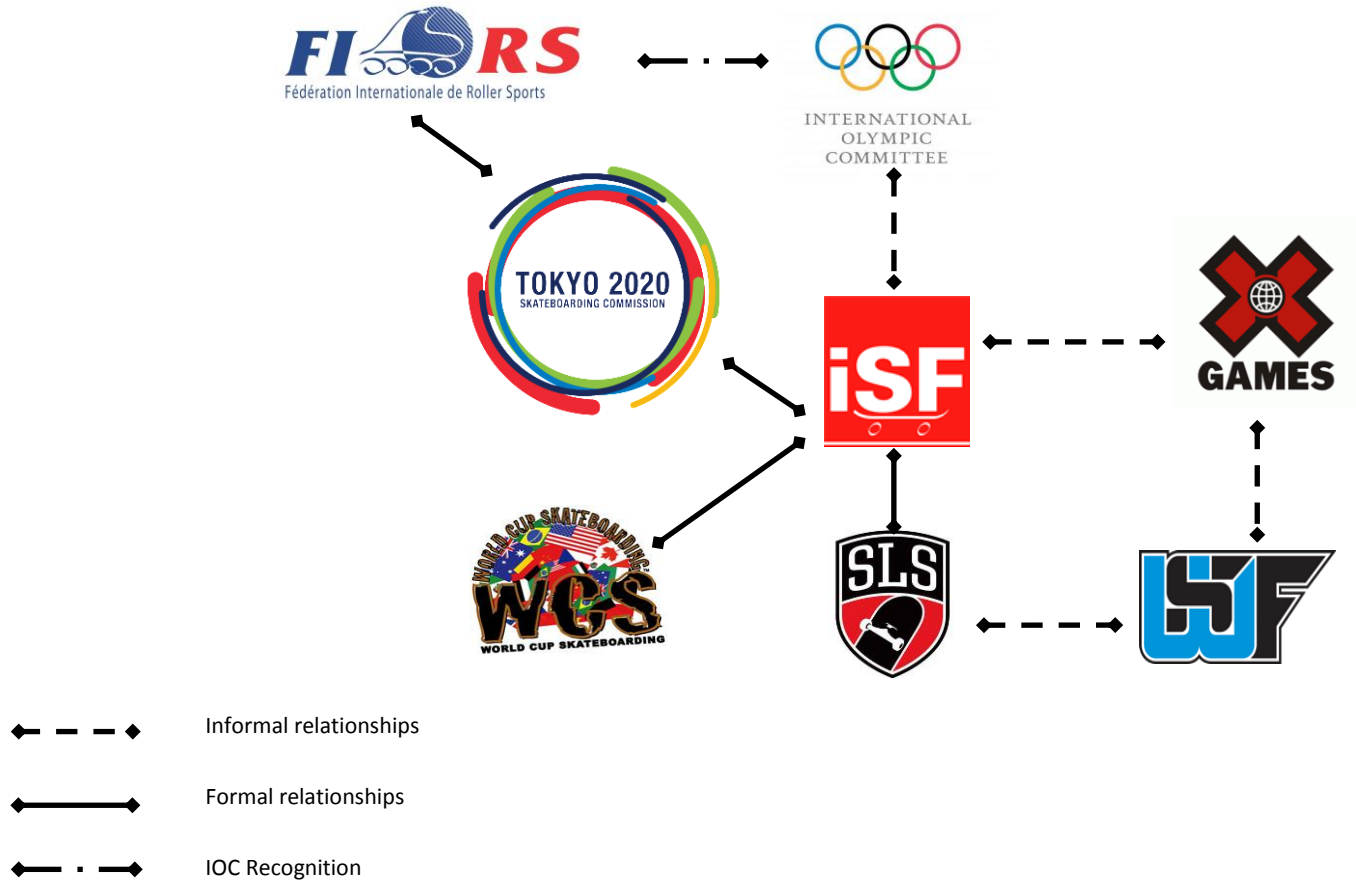 FIRS
Fédération Internationale de Roller Sports
INTERNATIONAL
OLYMPIC
COMMITTEE
TOKYO 2020
SKATEBOARDING COMMISSION
iSF
X
GAMES
WORLD CUP SKATEBOARDING
WCS
WORLD CUP SKATEBOARDING
SLS
WSF
Informal relationships
Formal relationships
IOC Recognition